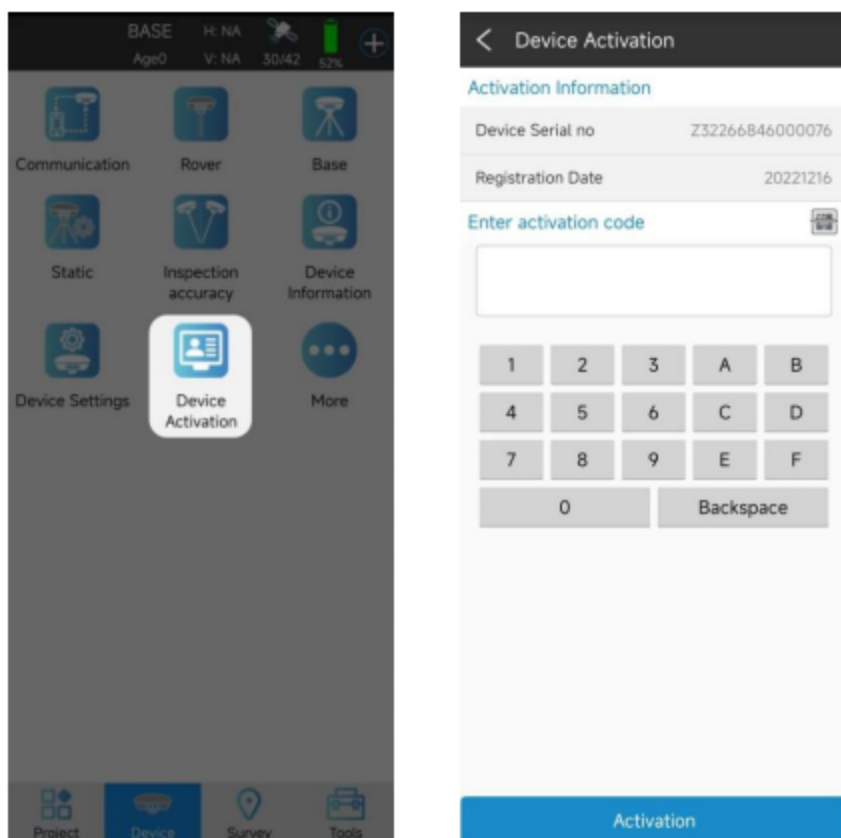 BASE H: NA
Age0 V: NA 30/42 52%
Communication Rover Base
Static Inspection accuracy Device Information
Device Settings Device Activation More
Project Device Survey Tools
Device Activation
Activation Information
Device Serial no Z32266846000076
Registration Date 20221216
Enter activation code
1 2 3 A B
4 5 6 C D
7 8 9 E F
0 Backspace
Activation